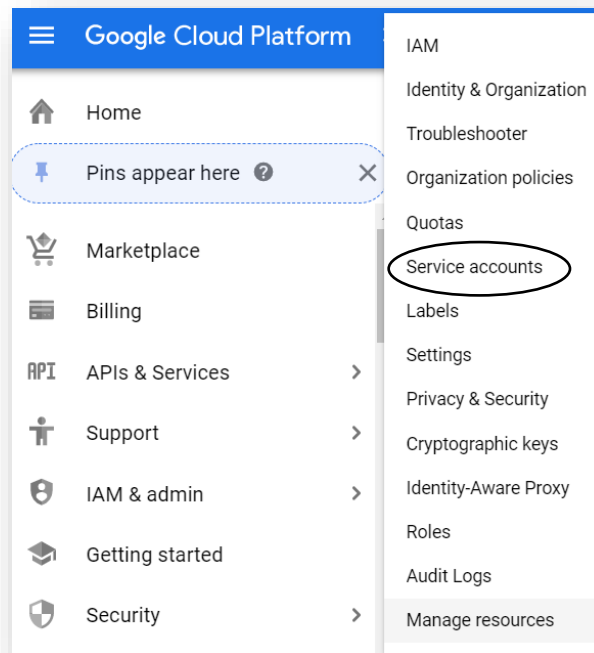 Google Cloud Platform
Home
Pins appear here ?
Marketplace
Billing
API APIs & Services
Support
IAM & admin
Getting started
Security
IAM
Identity & Organization
Troubleshooter
Organization policies
Quotas
Service accounts
Labels
Settings
Privacy & Security
Cryptographic keys
Identity-Aware Proxy
Roles
Audit Logs
Manage resources